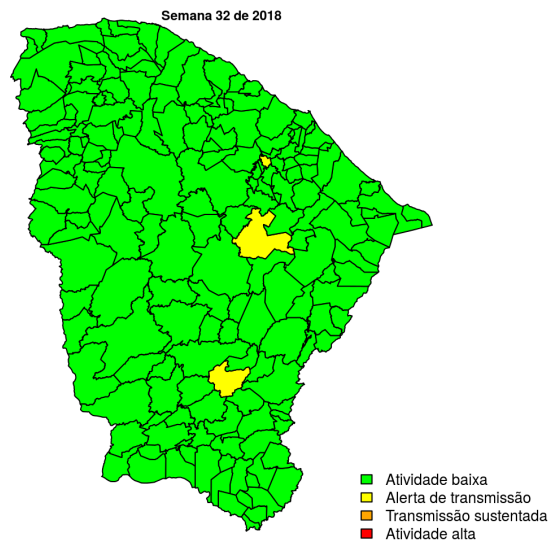 Semana 32 de 2018
Atividade baixa
Alerta de transmissão
Transmissão sustentada
Atividade alta